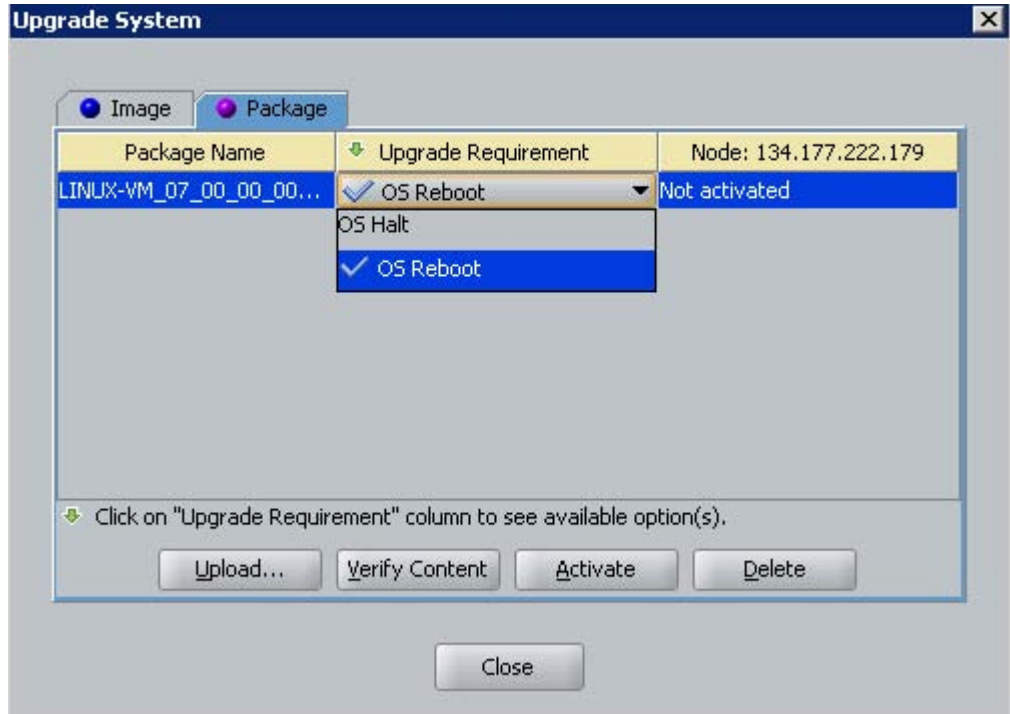 Upgrade System
Image Package
Package Name Upgrade Requirement Node: 134.177.222.179
LINUX-VM_07_00_00_00... OS Reboot Not activated
OS Halt
OS Reboot
Click on "Upgrade Requirement" column to see available option(s).
Upload... Verify Content Activate Delete
Close